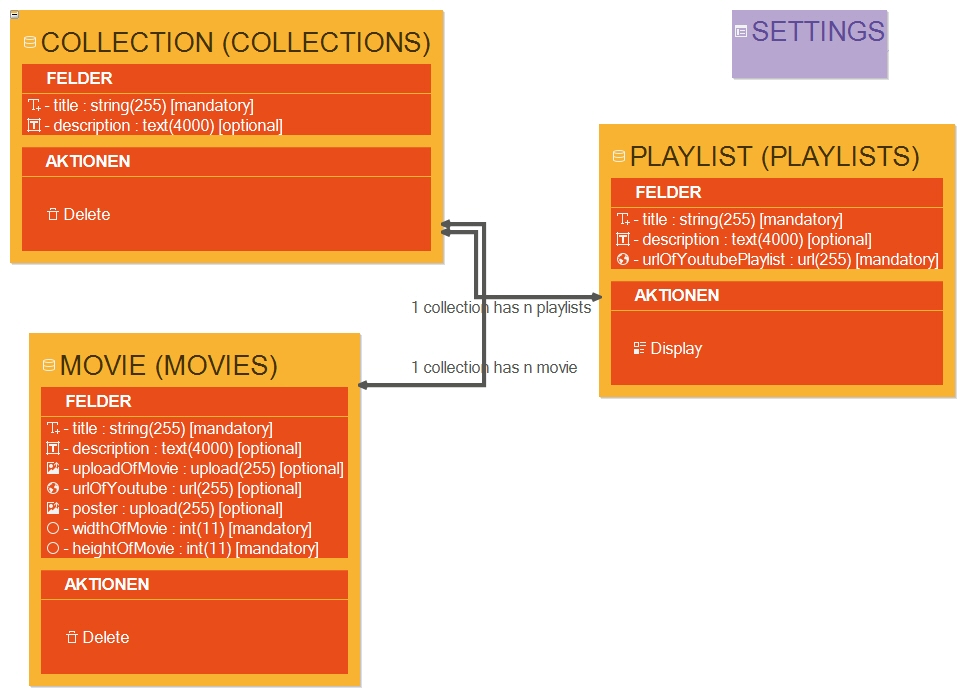 COLLECTION (COLLECTIONS)
FELDER
- title : string(255) [mandatory]
- description : text(4000) [optional]
AKTIONEN
Delete
SETTINGS
PLAYLIST (PLAYLISTS)
FELDER
- title : string(255) [mandatory]
- description : text(4000) [optional]
- urlOfYoutubePlaylist : url(255) [mandatory]
AKTIONEN
Display
1 collection has n playlists
1 collection has n movie
MOVIE (MOVIES)
FELDER
- title : string(255) [mandatory]
- description : text(4000) [optional]
- uploadOfMovie : upload(255) [optional]
- urlOfYoutube : url(255) [optional]
- poster : upload(255) [optional]
- widthOfMovie : int(11) [mandatory]
- heightOfMovie : int(11) [mandatory]
AKTIONEN
Delete